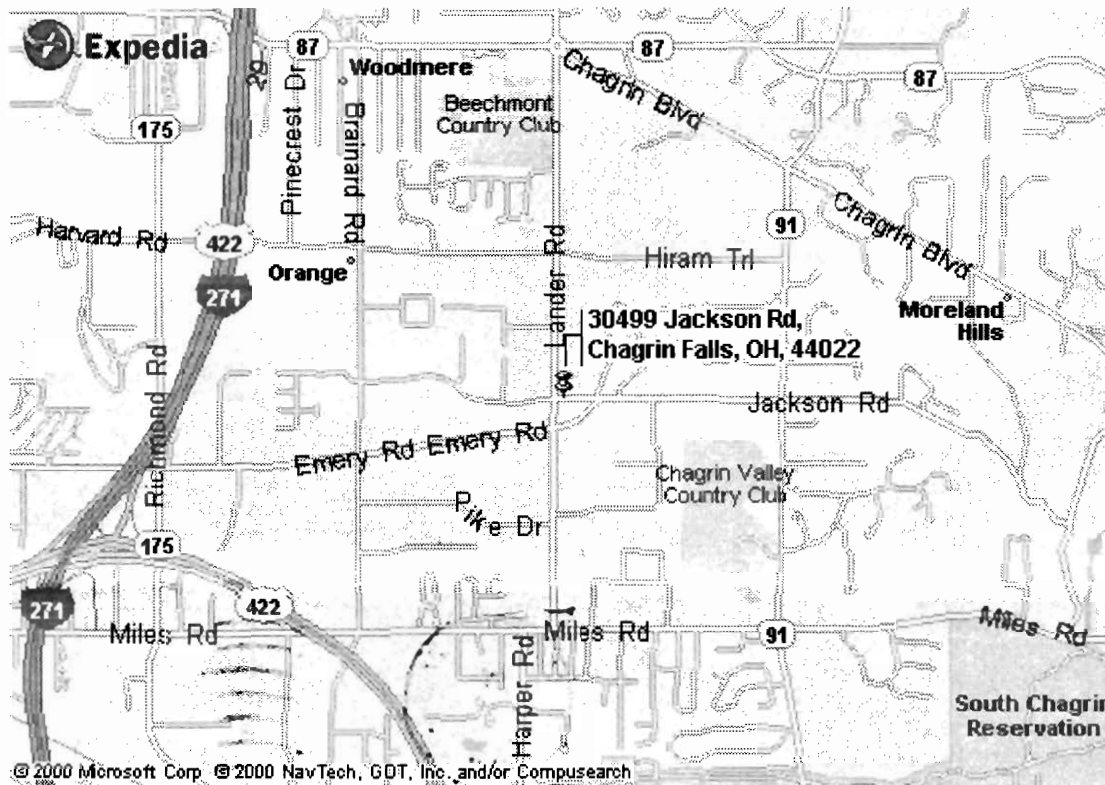 Expedia
87
87
87
29
Woodmere
Chagrin Blvd
175
Pinecrest Dr
Brainard Rd
Beechmont
Country Club
Harvard Rd
422
91
Chagrin Blvd
Lander Rd
Hiram Trl
Orange
271
Moreland
Hills
30499 Jackson Rd,
Chagrin Falls, OH, 44022
Richmond Rd
Jackson Rd
Emery Rd
Emery Rd
Chagrin Valley
Country Club
Pike Dr
175
271
422
Miles Rd
Miles Rd
91
Miles Rd
Harper Rd
South Chagrin
Reservation
© 2000 Microsoft Corp © 2000 NavTech, GDT, Inc. and/or Compusearch